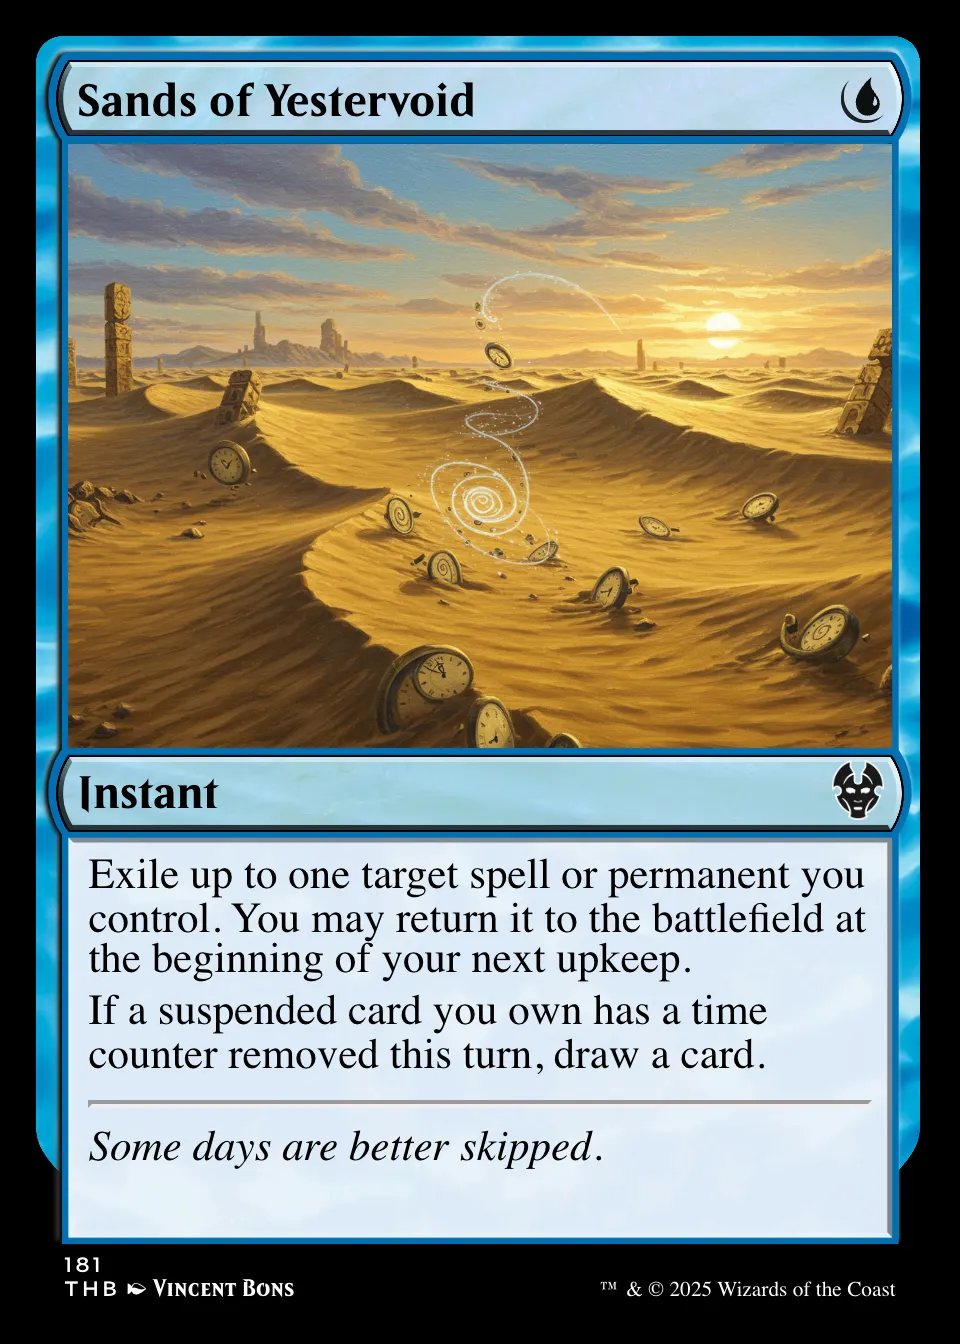 Sands of Yestervoid
Instant
Exile up to one target spell or permanent you
control. You may return it to the battlefield at
the beginning of your next upkeep.
If a suspended card you own has a time
counter removed this turn, draw a card.
Some days are better skipped.
181
THB Vincent Bons
™ & © 2025 Wizards of the Coast